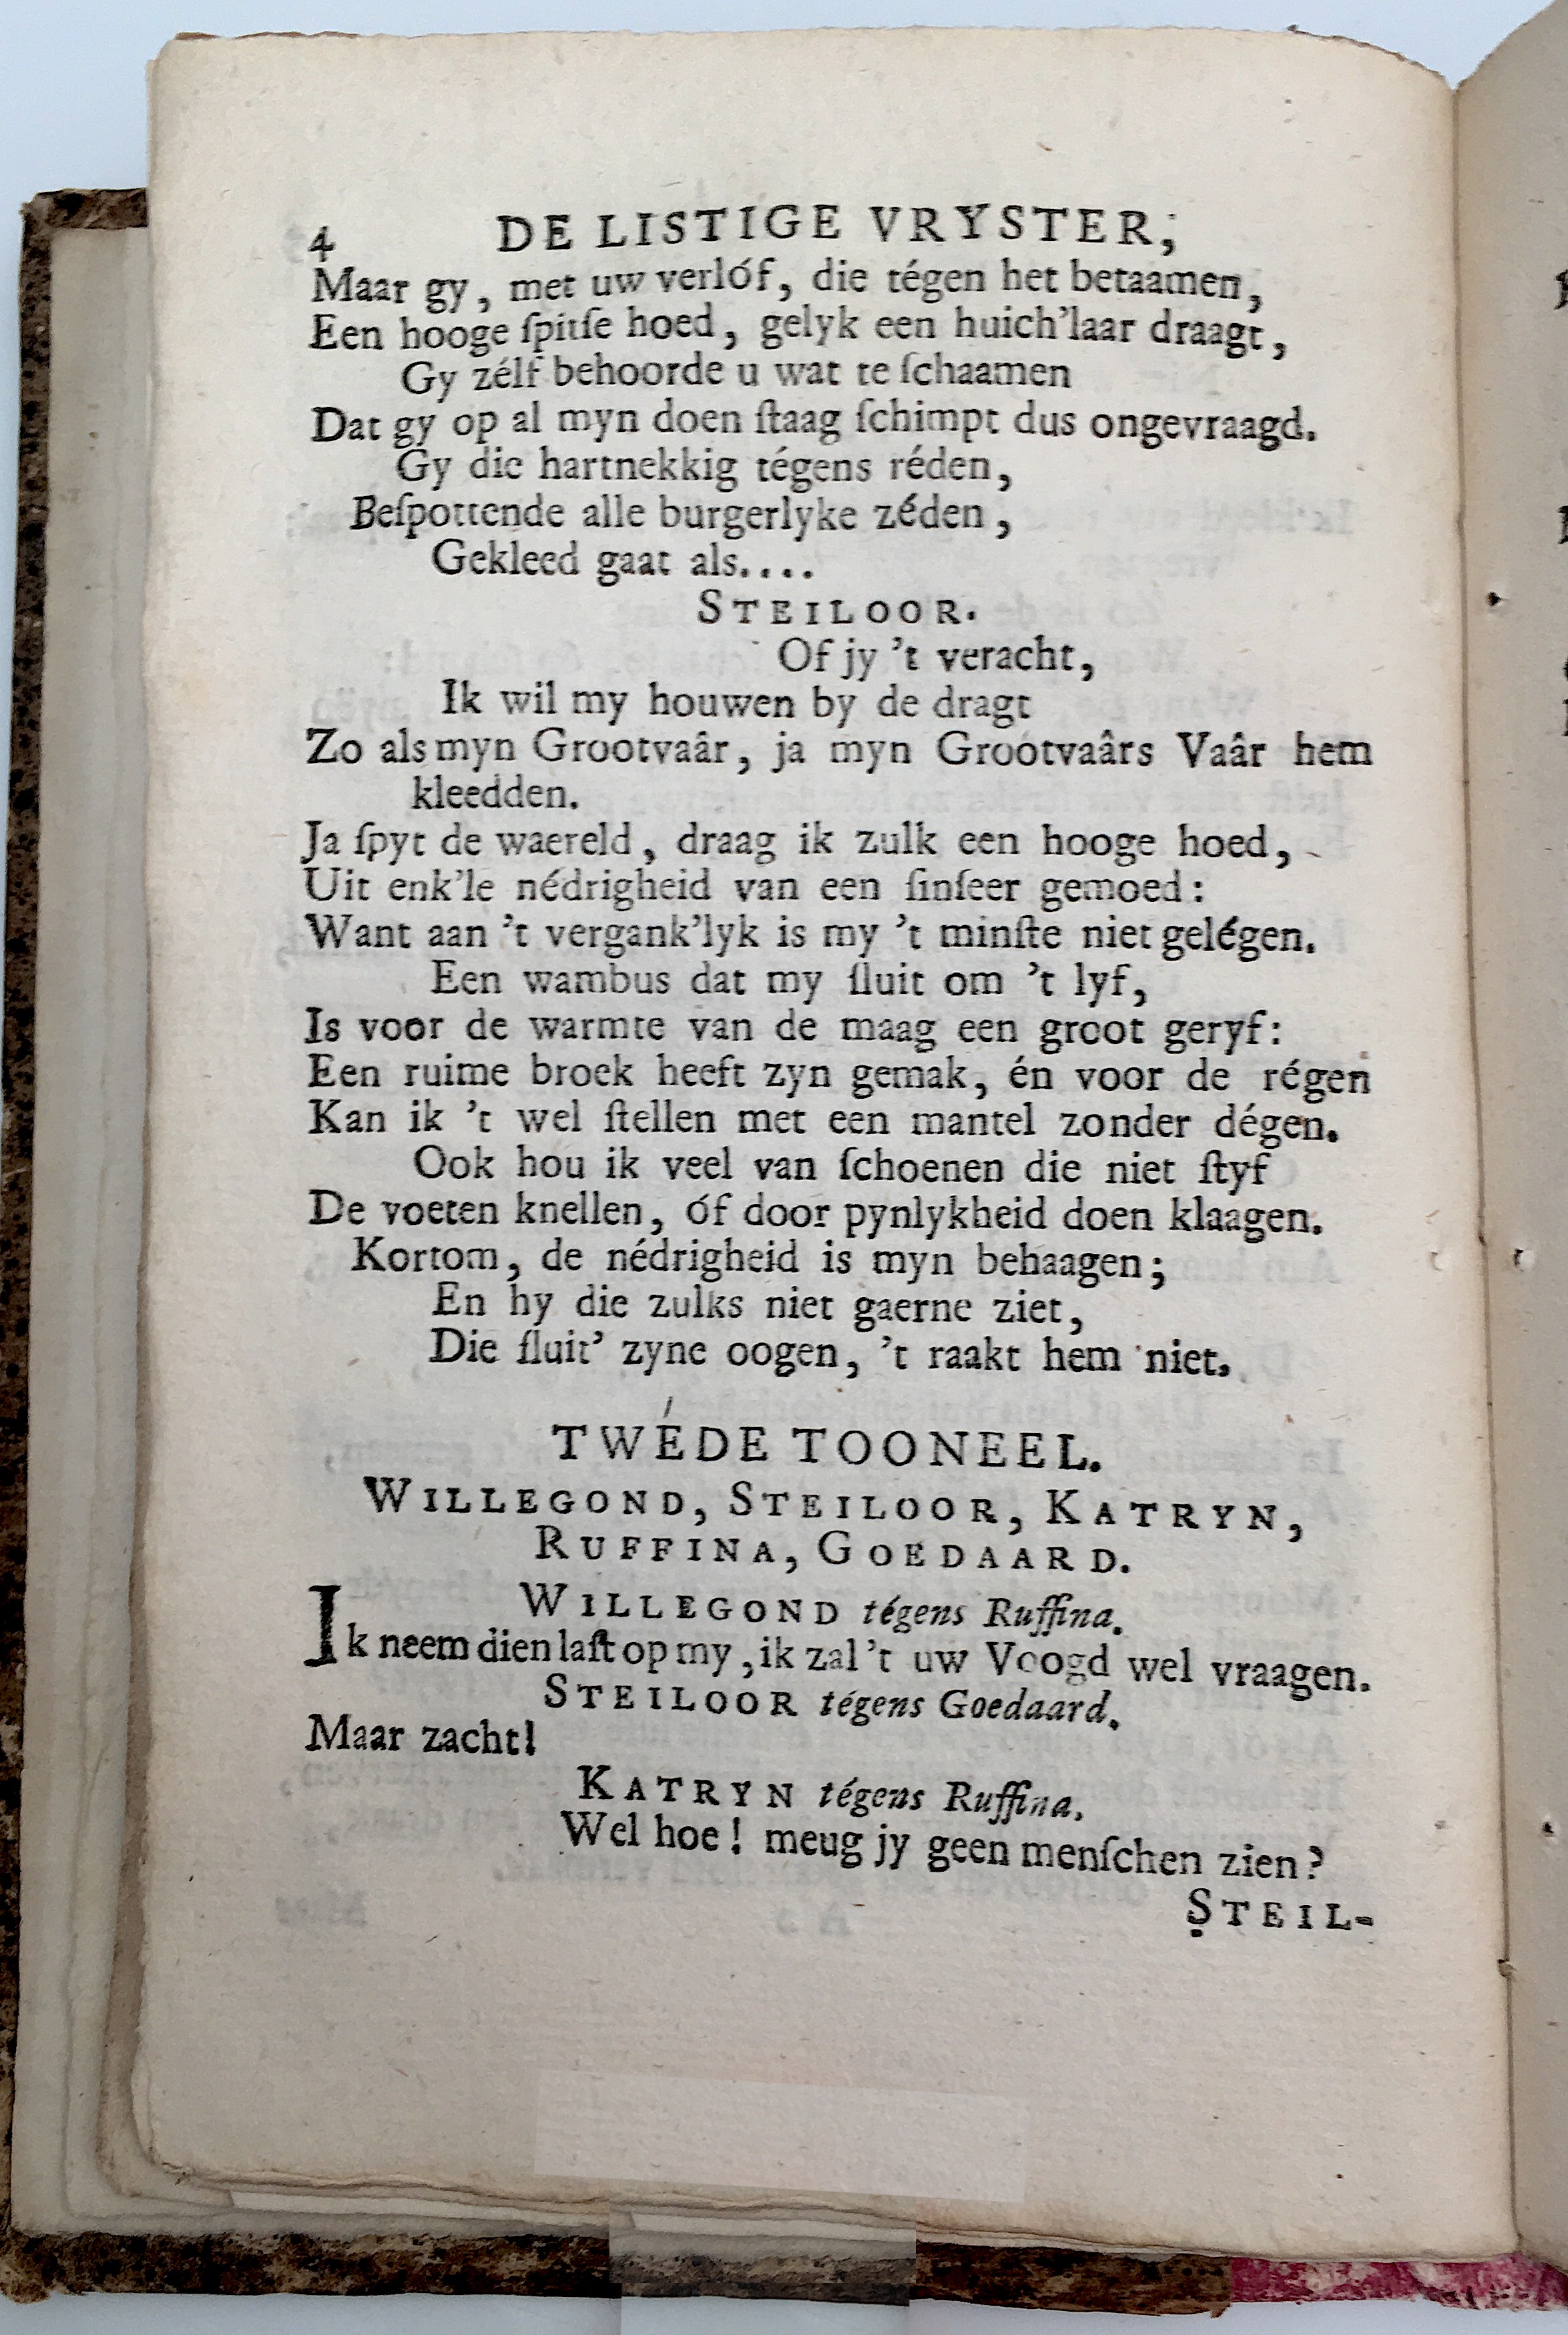 4 DE LISTIGE VRYSTER;
Maar gy, met uw verlóf, die tégen het betaamen,
Een hooge ſpitſe hoed, gelyk een huich'laar draagt,
Gy zélf behoorde u wat te ſchaamen
Dat gy op al myn doen ſtaag ſchimpt dus ongevraagd.
Gy die hartnekkig tégens réden,
Beſpottende alle burgerlyke zéden,
Gekleed gaat als....
STEILOOR.
Of jy 't veracht,
Ik wil my houwen by de dragt
Zo als myn Grootvaâr, ja myn Grootvaârs Vaâr hem
kleedden.
Ja ſpyt de waereld, draag ik zulk een hooge hoed,
Uit enk'le nédrigheid van een ſinſeer gemoed:
Want aan 't vergank'lyk is my 't minſte niet gelégen.
Een wambus dat my ſluit om 't lyf,
Is voor de warmte van de maag een groot geryf:
Een ruime broek heeft zyn gemak, én voor de régen
Kan ik 't wel ſtellen met een mantel zonder dégen.
Ook hou ik veel van ſchoenen die niet ſtyf
De voeten knellen, óf door pynlykheid doen klaagen.
Kortom, de nédrigheid is myn behaagen;
En hy die zulks niet gaerne ziet,
Die ſluit' zyne oogen, 't raakt hem niet.
TWÉDE TOONEEL.
WILLEGOND, STEILOOR, KATRYN,
RUFFINA, GOEDAARD.
WILLEGOND tégens Ruffina.
Ik neem dien laſt op my, ik zal 't uw Voogd wel vraagen.
STEILOOR tégens Goedaard.
Maar zacht!
KATRYN tégens Ruffina.
Wel hoe! meug jy geen menſchen zien?
STEIL-